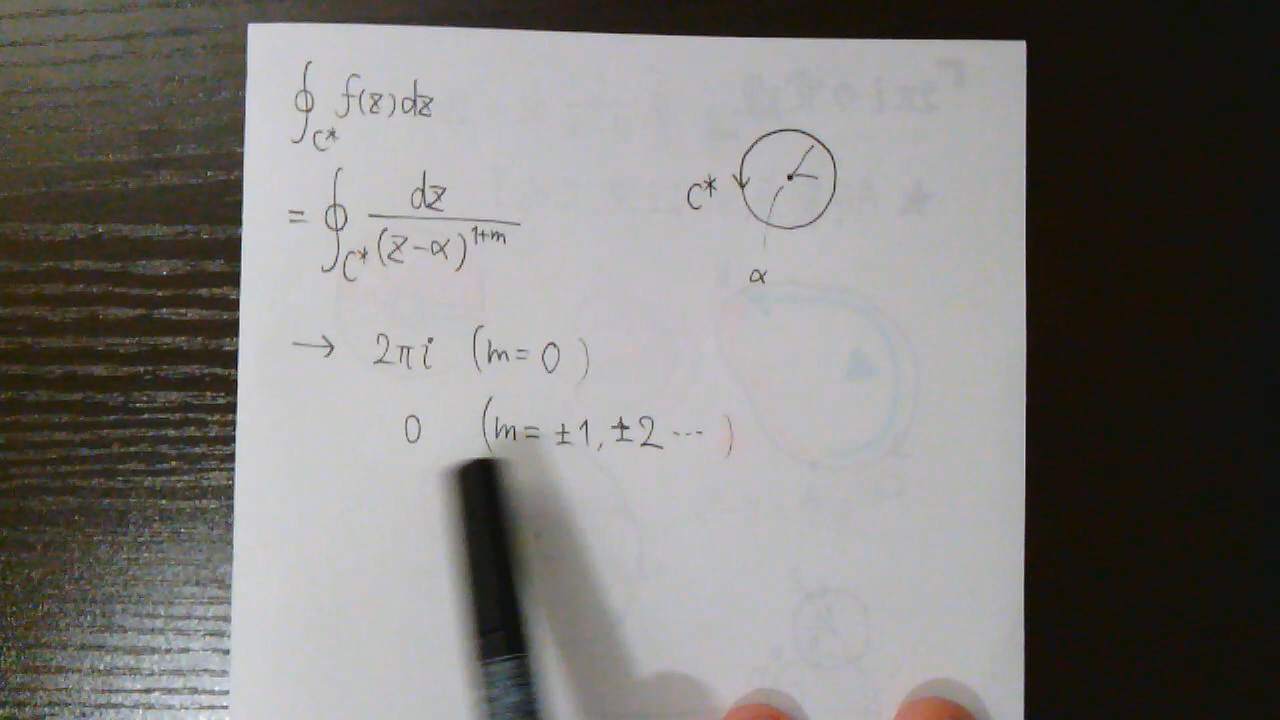 ∮_{C*} f(z)dz
= ∮_{C*} dz/(z-α)^{1+m}
C*
α
→ 2πi (m=0)
0 (m=±1, ±2 ⋯)